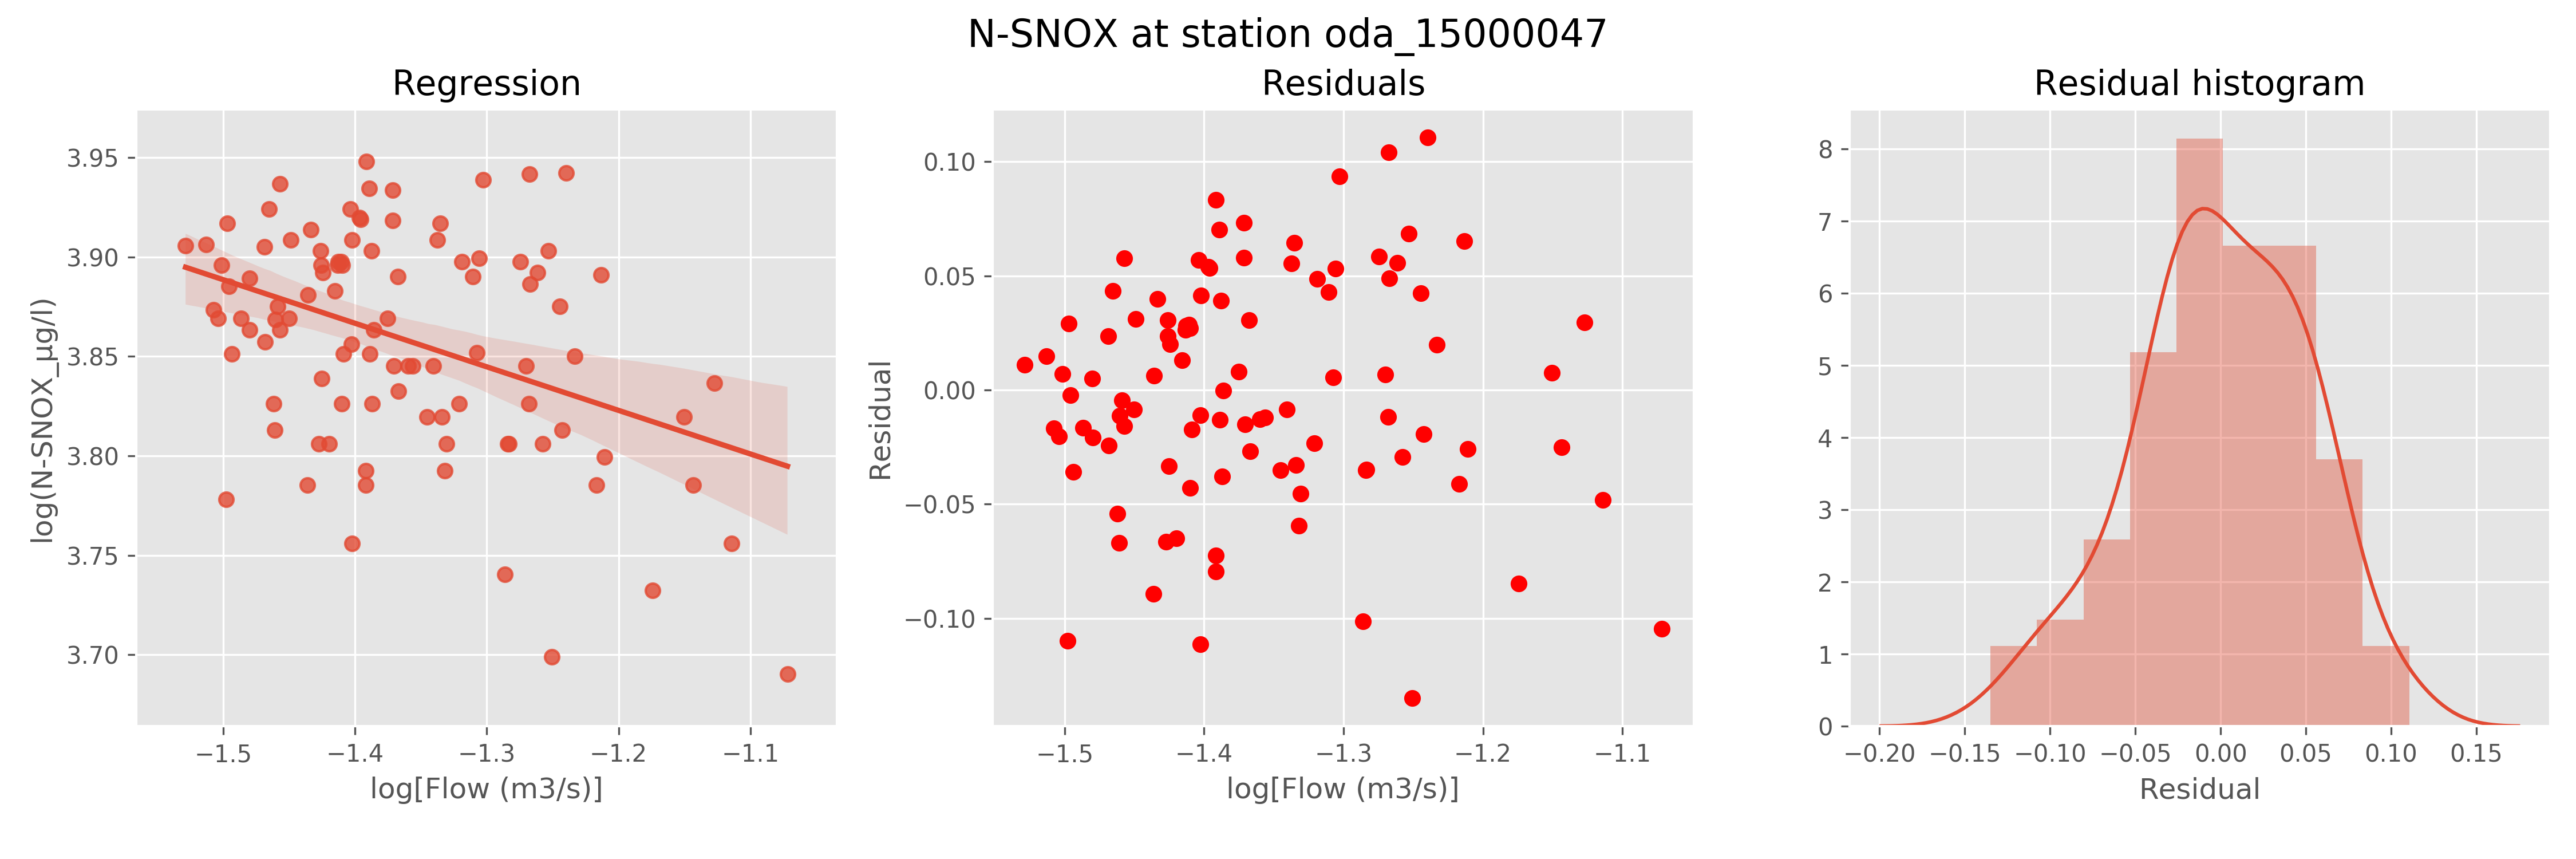 N-SNOX at station oda_15000047
Regression
3.95
3.90
3.85
3.80
3.75
3.70
log(N-SNOX_µg/l)
−1.5 −1.4 −1.3 −1.2 −1.1
log[Flow (m3/s)]
Residuals
0.10
0.05
0.00
−0.05
−0.10
Residual
−1.5 −1.4 −1.3 −1.2 −1.1
log[Flow (m3/s)]
Residual histogram
8
7
6
5
4
3
2
1
0
−0.20 −0.15 −0.10 −0.05 0.00 0.05 0.10 0.15
Residual